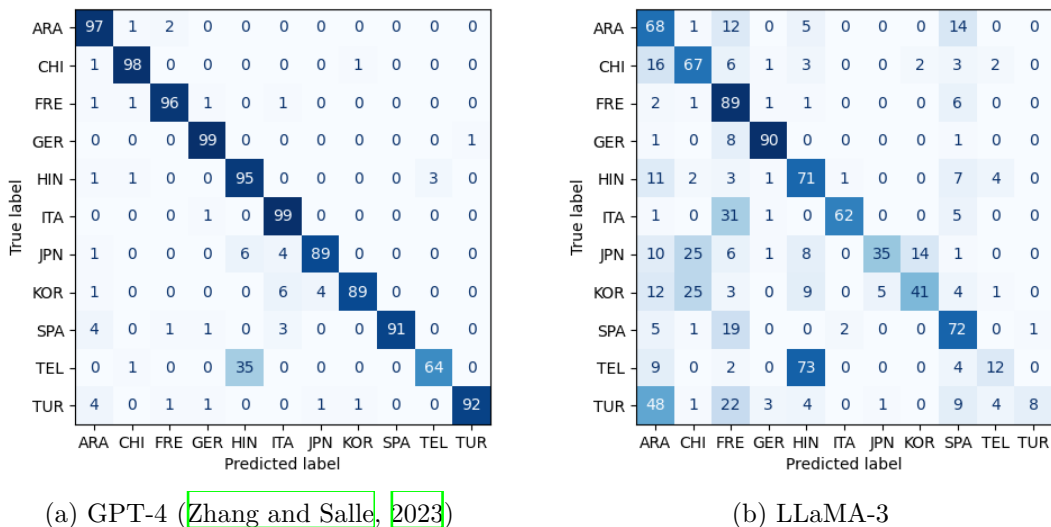 ARA 97 1 2 0 0 0 0 0 0 0 0
CHI 1 98 0 0 0 0 0 1 0 0 0
FRE 1 1 96 1 0 1 0 0 0 0 0
GER 0 0 0 99 0 0 0 0 0 0 1
HIN 1 1 0 0 95 0 0 0 0 3 0
ITA 0 0 0 1 0 99 0 0 0 0 0
JPN 1 0 0 0 6 4 89 0 0 0 0
KOR 1 0 0 0 0 6 4 89 0 0 0
SPA 4 0 1 1 0 3 0 0 91 0 0
TEL 0 1 0 0 35 0 0 0 0 64 0
TUR 4 0 1 1 0 0 1 1 0 0 92
ARA CHI FRE GER HIN ITA JPN KOR SPA TEL TUR
True label
Predicted label
(a) GPT-4 (Zhang and Salle, 2023)
ARA 68 1 12 0 5 0 0 0 14 0 0
CHI 16 67 6 1 3 0 0 2 3 2 0
FRE 2 1 89 1 1 0 0 0 6 0 0
GER 1 0 8 90 0 0 0 0 1 0 0
HIN 11 2 3 1 71 1 0 0 7 4 0
ITA 1 0 31 1 0 62 0 0 5 0 0
JPN 10 25 6 1 8 0 35 14 1 0 0
KOR 12 25 3 0 9 0 5 41 4 1 0
SPA 5 1 19 0 0 2 0 0 72 0 1
TEL 9 0 2 0 73 0 0 0 4 12 0
TUR 48 1 22 3 4 0 1 0 9 4 8
ARA CHI FRE GER HIN ITA JPN KOR SPA TEL TUR
True label
Predicted label
(b) LLaMA-3